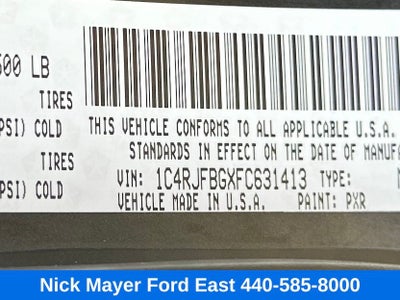 500 LB
TIRES
PSI) COLD THIS VEHICLE CONFORMS TO ALL APPLICABLE U.S.A.
TIRES STANDARDS IN EFFECT ON THE DATE OF MANUFA
PSI) COLD VIN: 1C4RJFBGXFC631413 TYPE:
VEHICLE MADE IN U.S.A. PAINT: PXR
Nick Mayer Ford East 440-585-8000